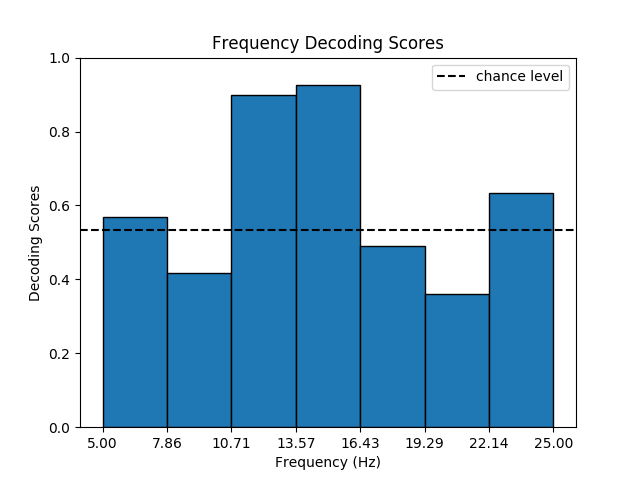 Frequency Decoding Scores
chance level
1.0
0.8
0.6
0.4
0.2
0.0
Decoding Scores
5.00 7.86 10.71 13.57 16.43 19.29 22.14 25.00
Frequency (Hz)